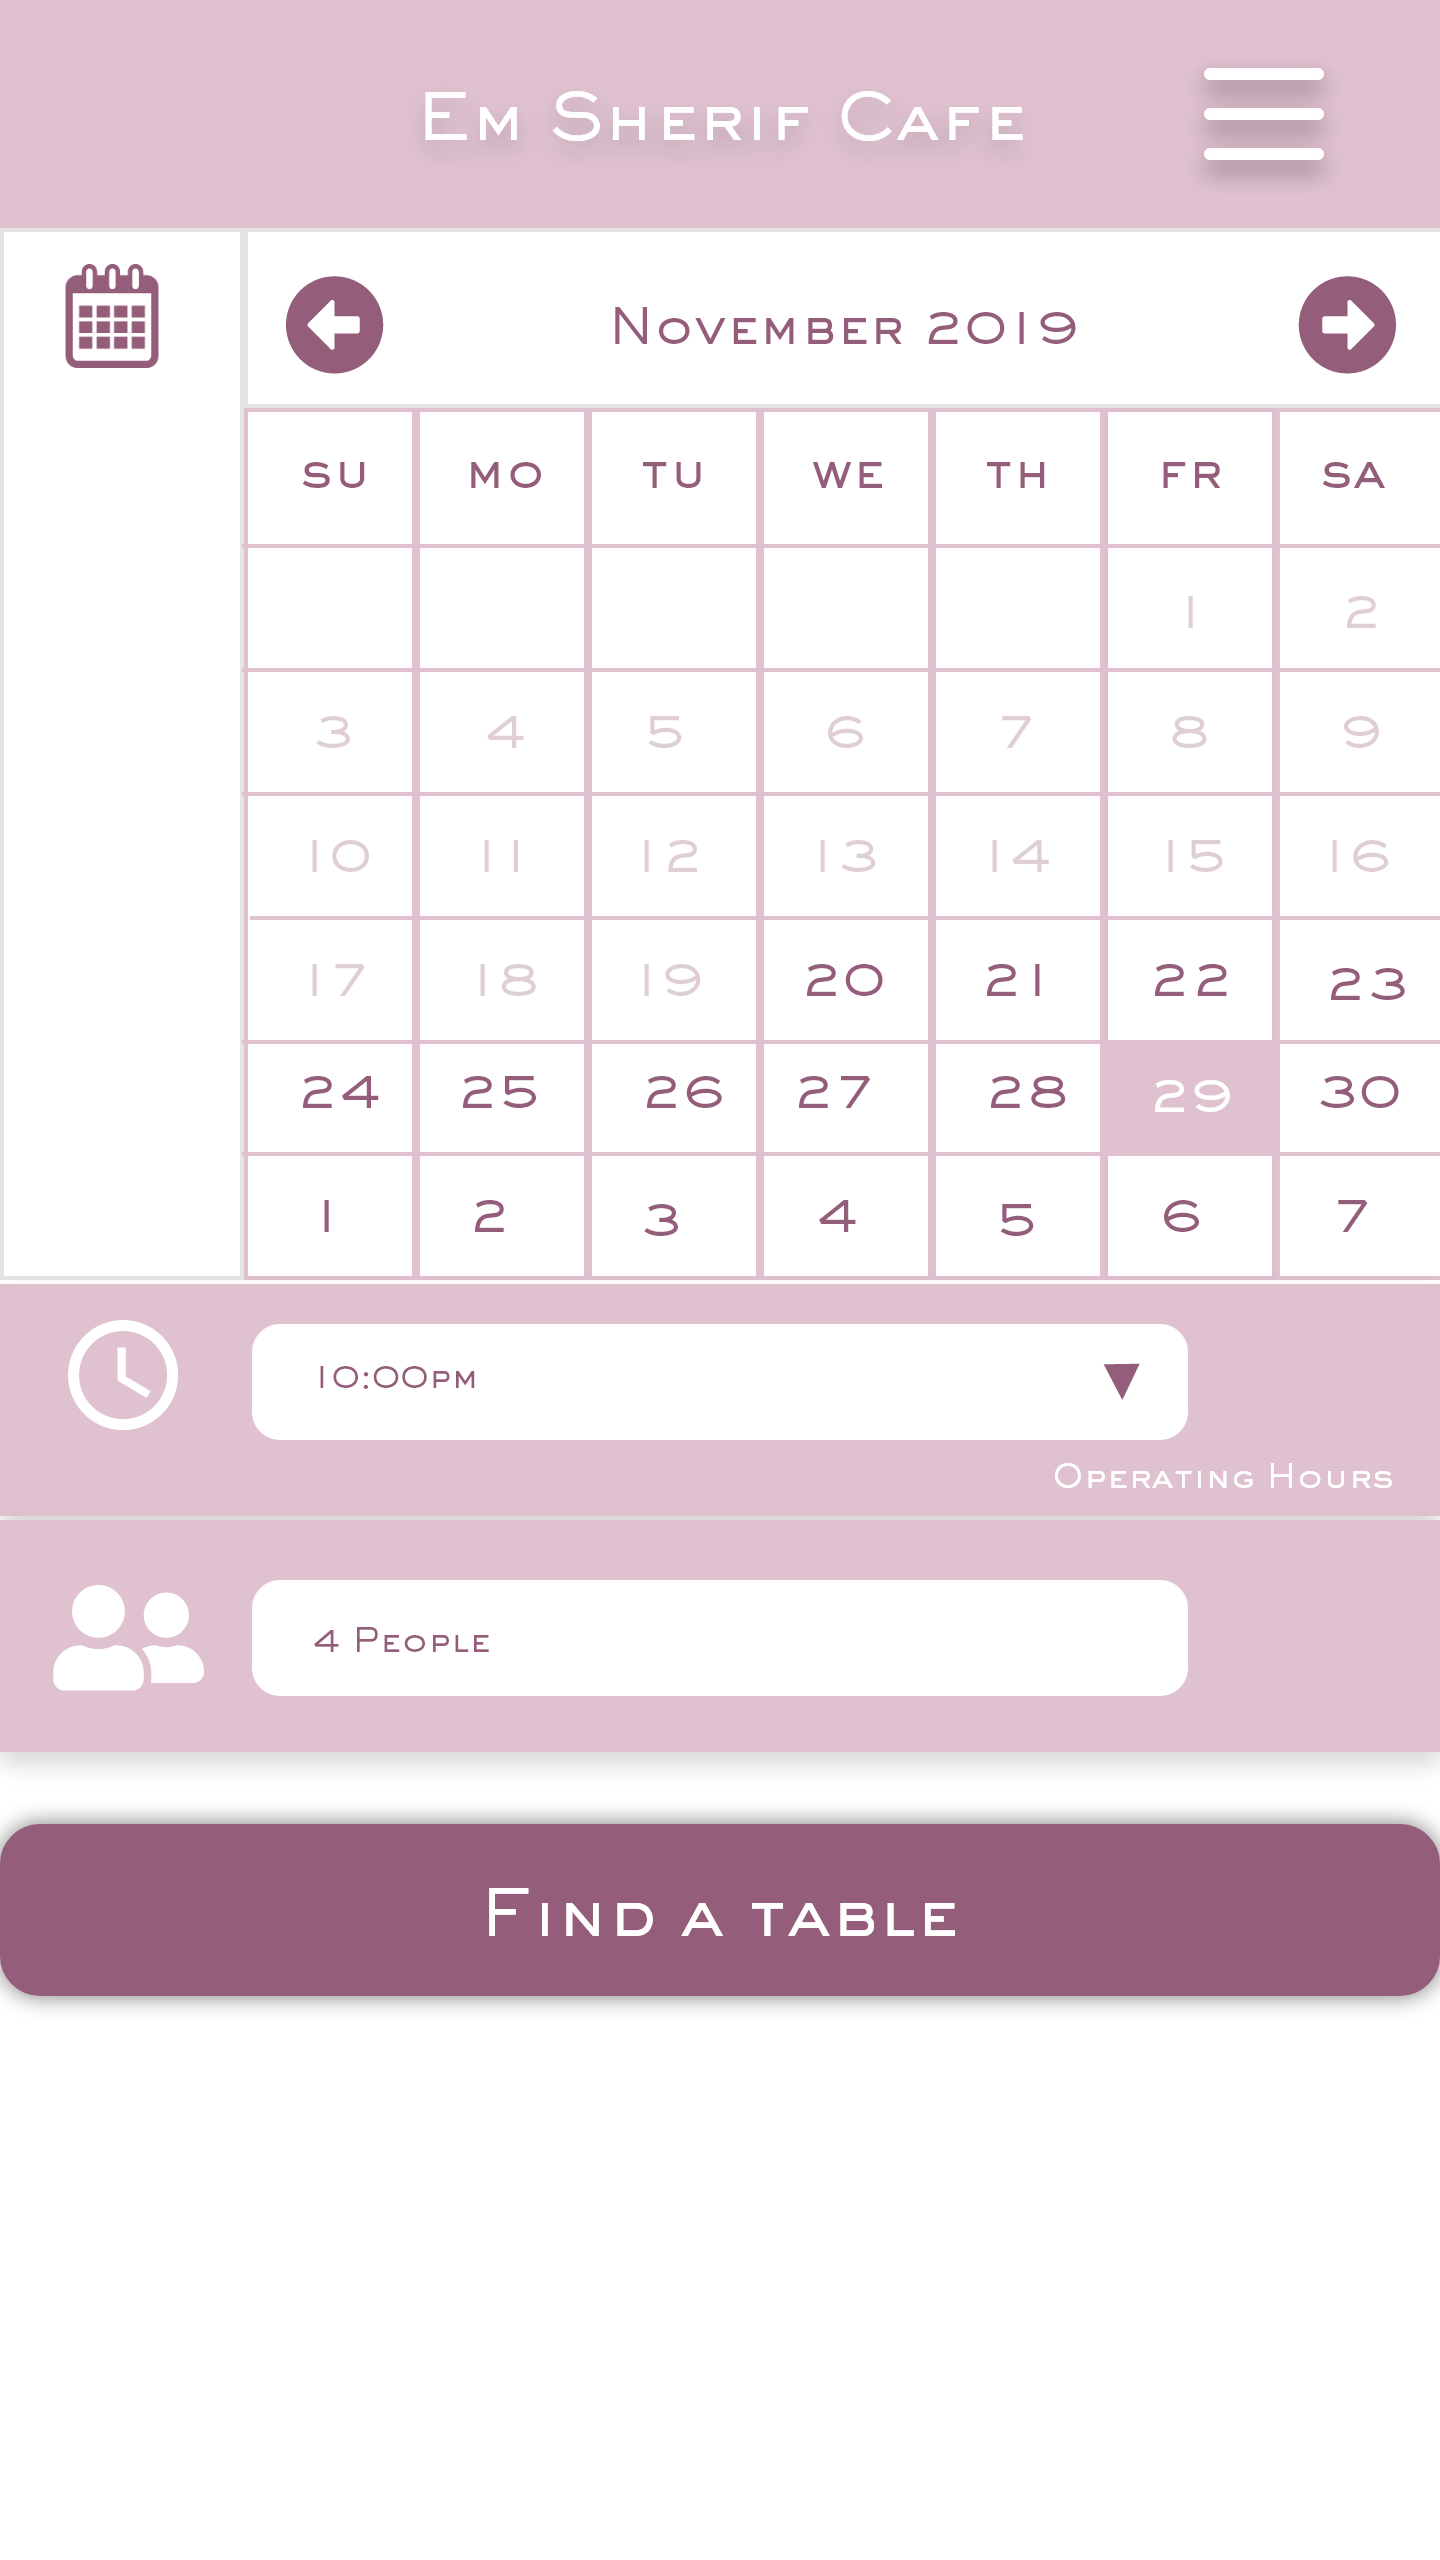 Em Sherif Cafe
November 2019
SU MO TU WE TH FR SA
1 2
3 4 5 6 7 8 9
10 11 12 13 14 15 16
17 18 19 20 21 22 23
24 25 26 27 28 29 30
1 2 3 4 5 6 7
10:00pm
Operating Hours
4 People
Find a table